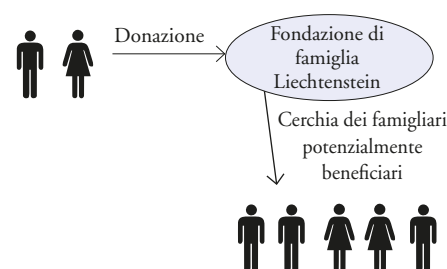 Donazione
Fondazione di
famiglia
Liechtenstein
Cerchia dei famigliari
potenzialmente
beneficiari